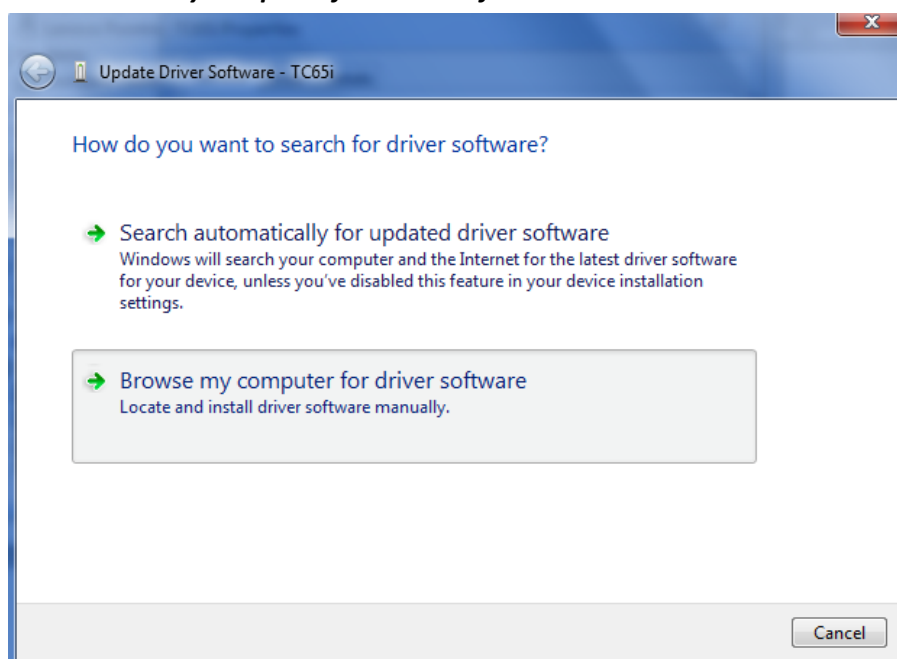 Update Driver Software - TC65i
How do you want to search for driver software?
Search automatically for updated driver software
Windows will search your computer and the Internet for the latest driver software
for your device, unless you've disabled this feature in your device installation
settings.
Browse my computer for driver software
Locate and install driver software manually.
Cancel